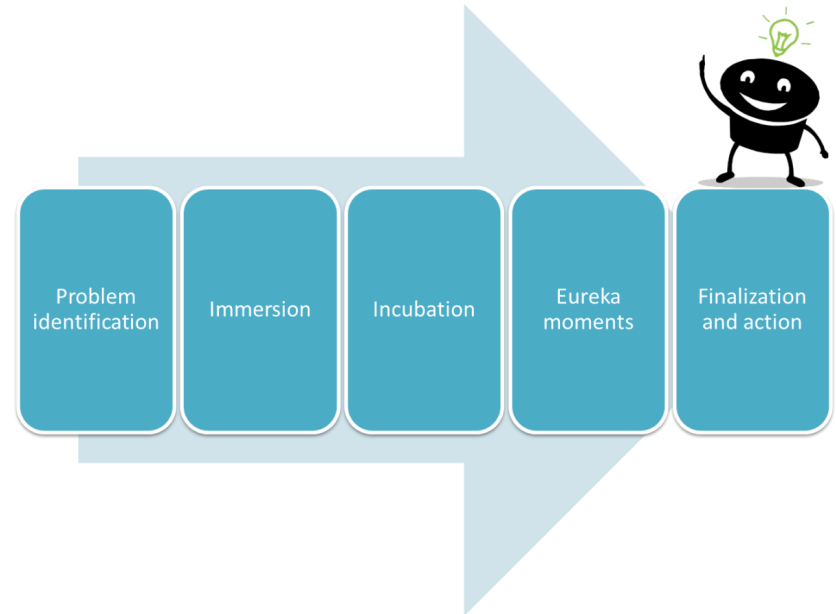 Problem
identification
Immersion
Incubation
Eureka
moments
Finalization
and action